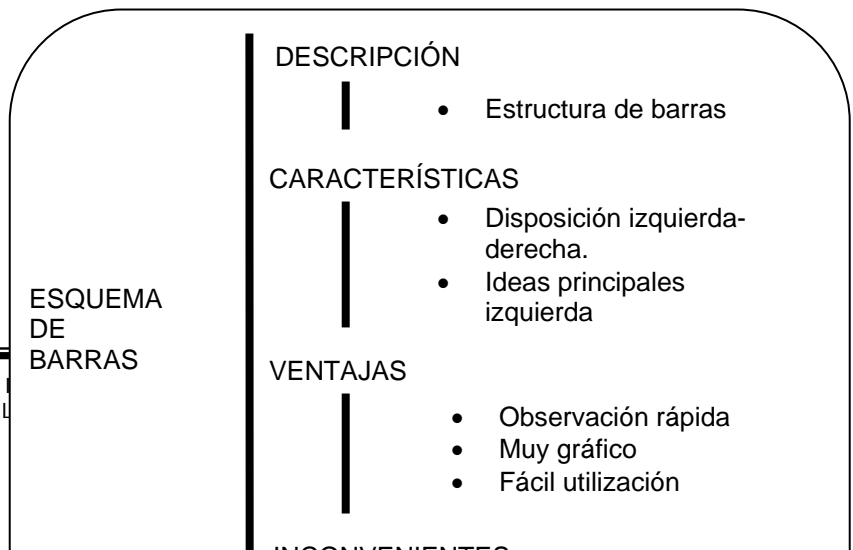 ESQUEMA
DE
BARRAS
DESCRIPCIÓN
• Estructura de barras
CARACTERÍSTICAS
• Disposición izquierda-
derecha.
• Ideas principales
izquierda
VENTAJAS
• Observación rápida
• Muy gráfico
• Fácil utilización
INCONVENIENTES